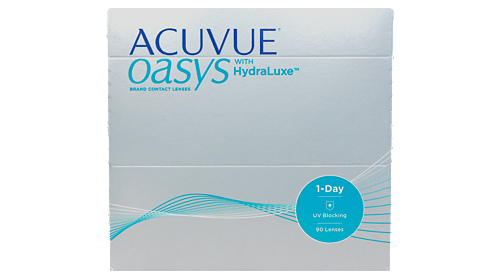 ACUVUE
oasys WITH HydraLuxe™
BRAND CONTACT LENSES
1-Day
UV Blocking
90 Lenses